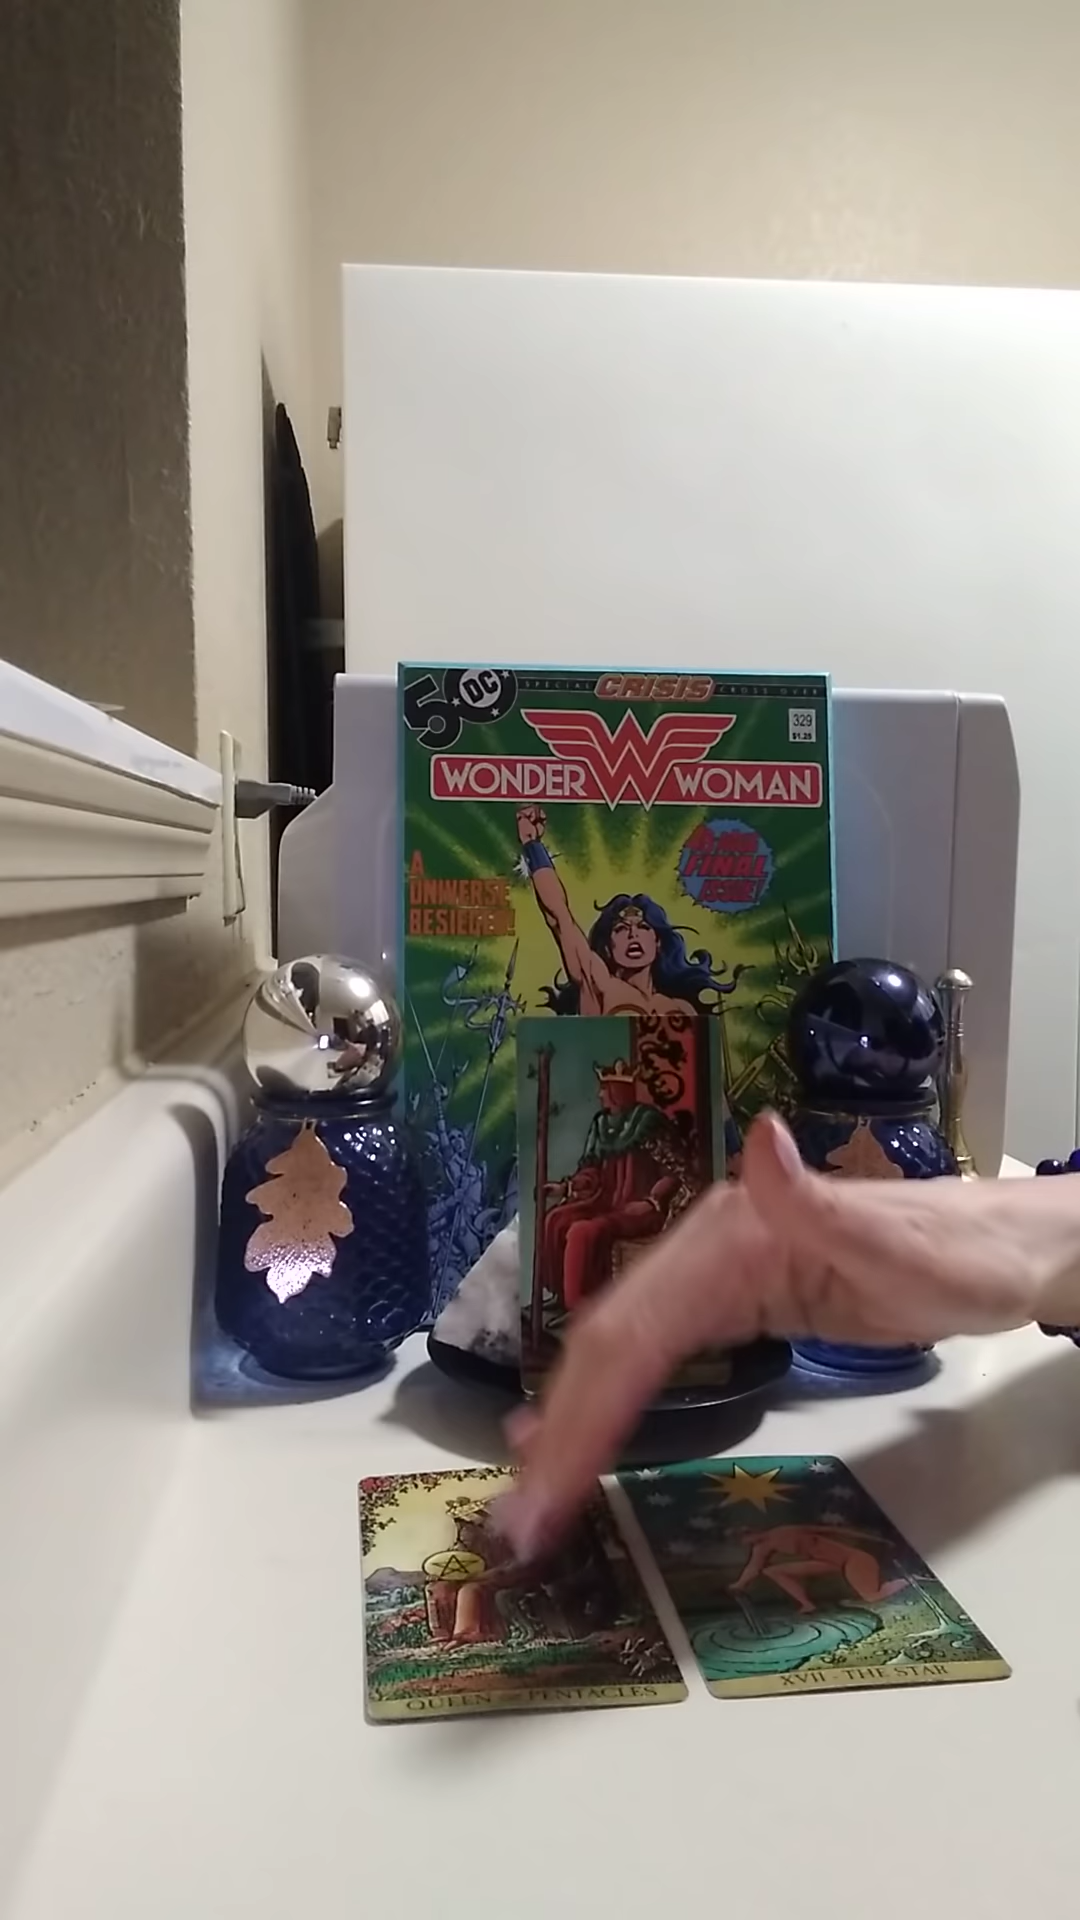 50 DC
SPECIAL CRISIS CROSS-OVER
329
$1.25
WONDER WOMAN
A
UNIVERSE
BESIEGED!
FINAL
ISSUE!
QUEEN OF PENTACLES
XVII - THE STAR